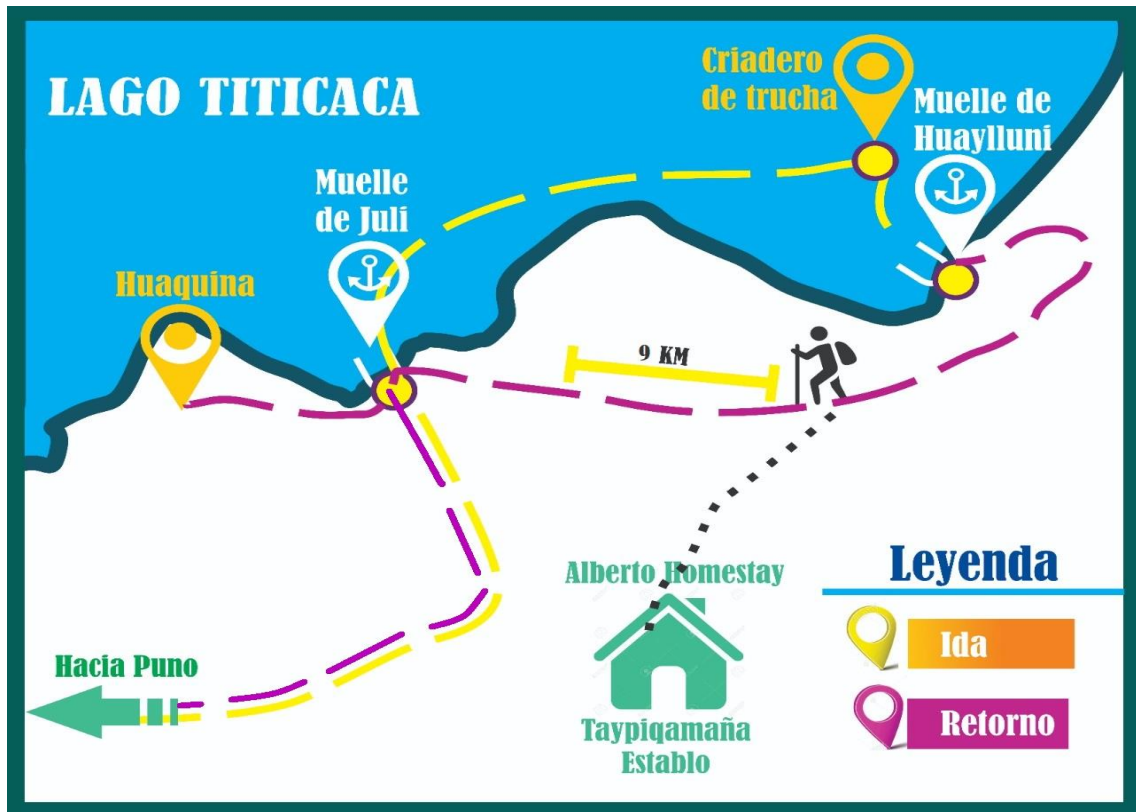 LAGO TITICACA
Criadero
de trucha
Muelle de
Huaylluni
Muelle
de Juli
Huaquina
9 KM
Alberto Homestay
Taypiqamaña
Establo
Hacia Puno
Leyenda
Ida
Retorno